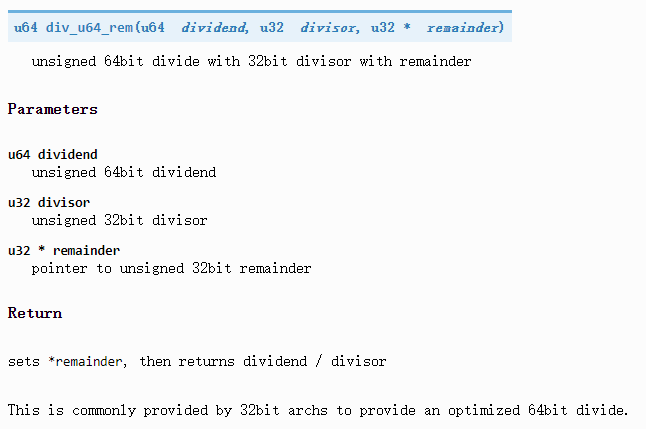 u64 div_u64_rem(u64 dividend, u32 divisor, u32 * remainder)
unsigned 64bit divide with 32bit divisor with remainder
Parameters
u64 dividend
unsigned 64bit dividend
u32 divisor
unsigned 32bit divisor
u32 * remainder
pointer to unsigned 32bit remainder
Return
sets *remainder, then returns dividend / divisor
This is commonly provided by 32bit archs to provide an optimized 64bit divide.